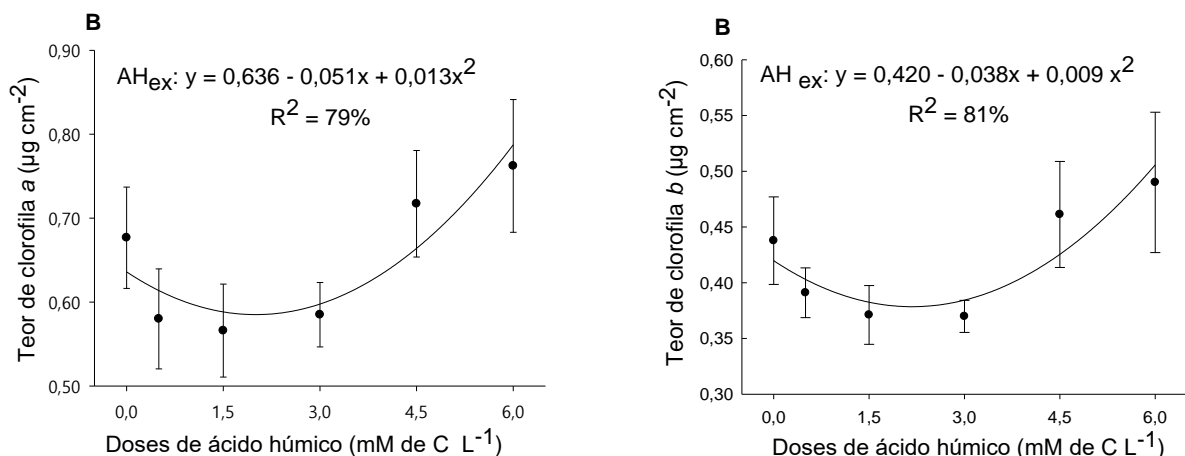 B
AHex: y = 0,636 - 0,051x + 0,013x²
R² = 79%
Teor de clorofila a (µg cm⁻²)
0,90
0,80
0,70
0,60
0,50
0,0 1,5 3,0 4,5 6,0
Doses de ácido húmico (mM de C L⁻¹)
B
AHex: y = 0,420 - 0,038x + 0,009 x²
R² = 81%
Teor de clorofila b (µg cm⁻²)
0,60
0,55
0,50
0,45
0,40
0,35
0,30
0,0 1,5 3,0 4,5 6,0
Doses de ácido húmico (mM de C L⁻¹)